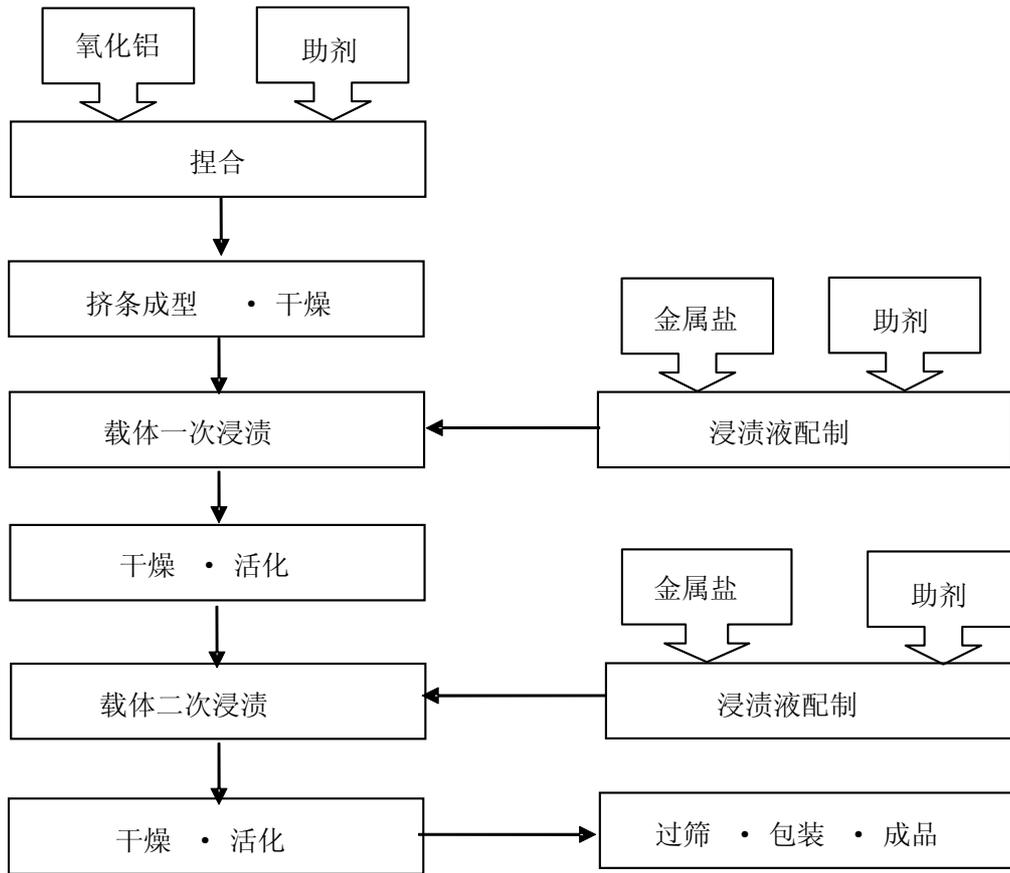 氧化铝
助剂
捏合
挤条成型 ·干燥
金属盐
助剂
载体一次浸渍
浸渍液配制
干燥 · 活化
金属盐
助剂
载体二次浸渍
浸渍液配制
干燥 · 活化
过筛 · 包装 · 成品